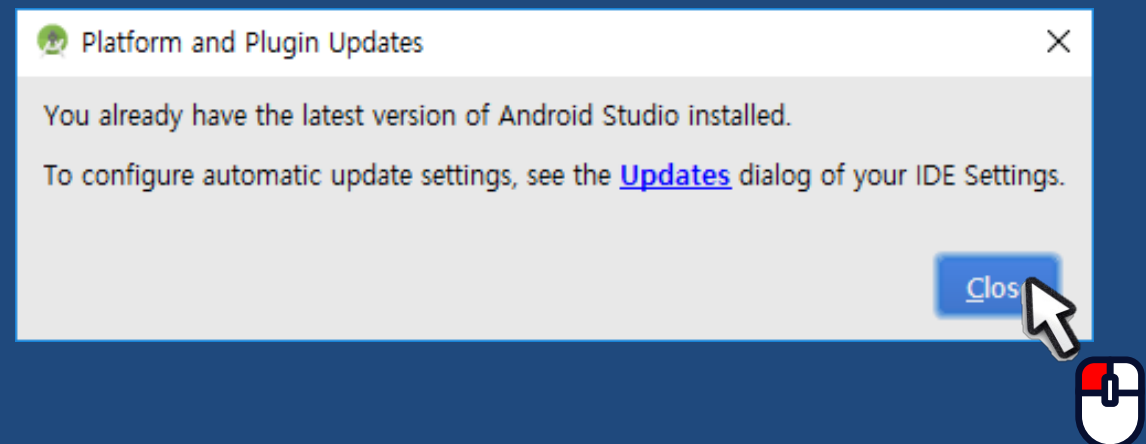 Platform and Plugin Updates
You already have the latest version of Android Studio installed.
To configure automatic update settings, see the Updates dialog of your IDE Settings.
Clos